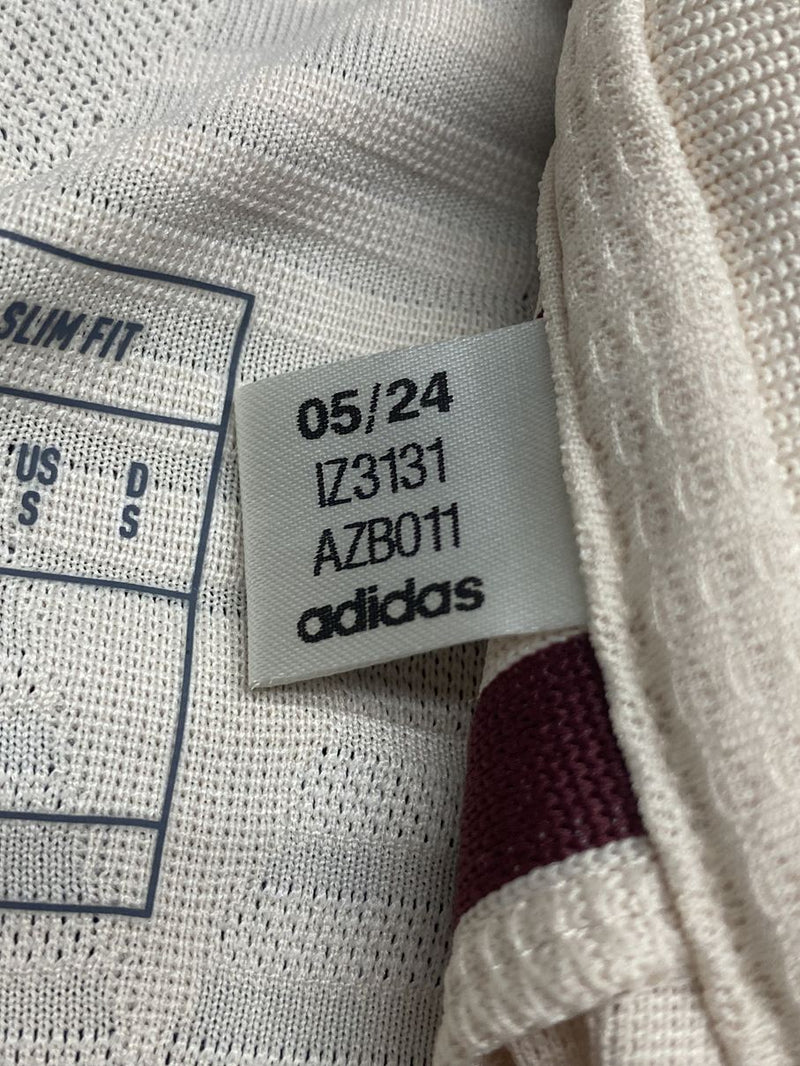 SLIM FIT
US D
S S
05/24
IZ3131
AZB011
adidas